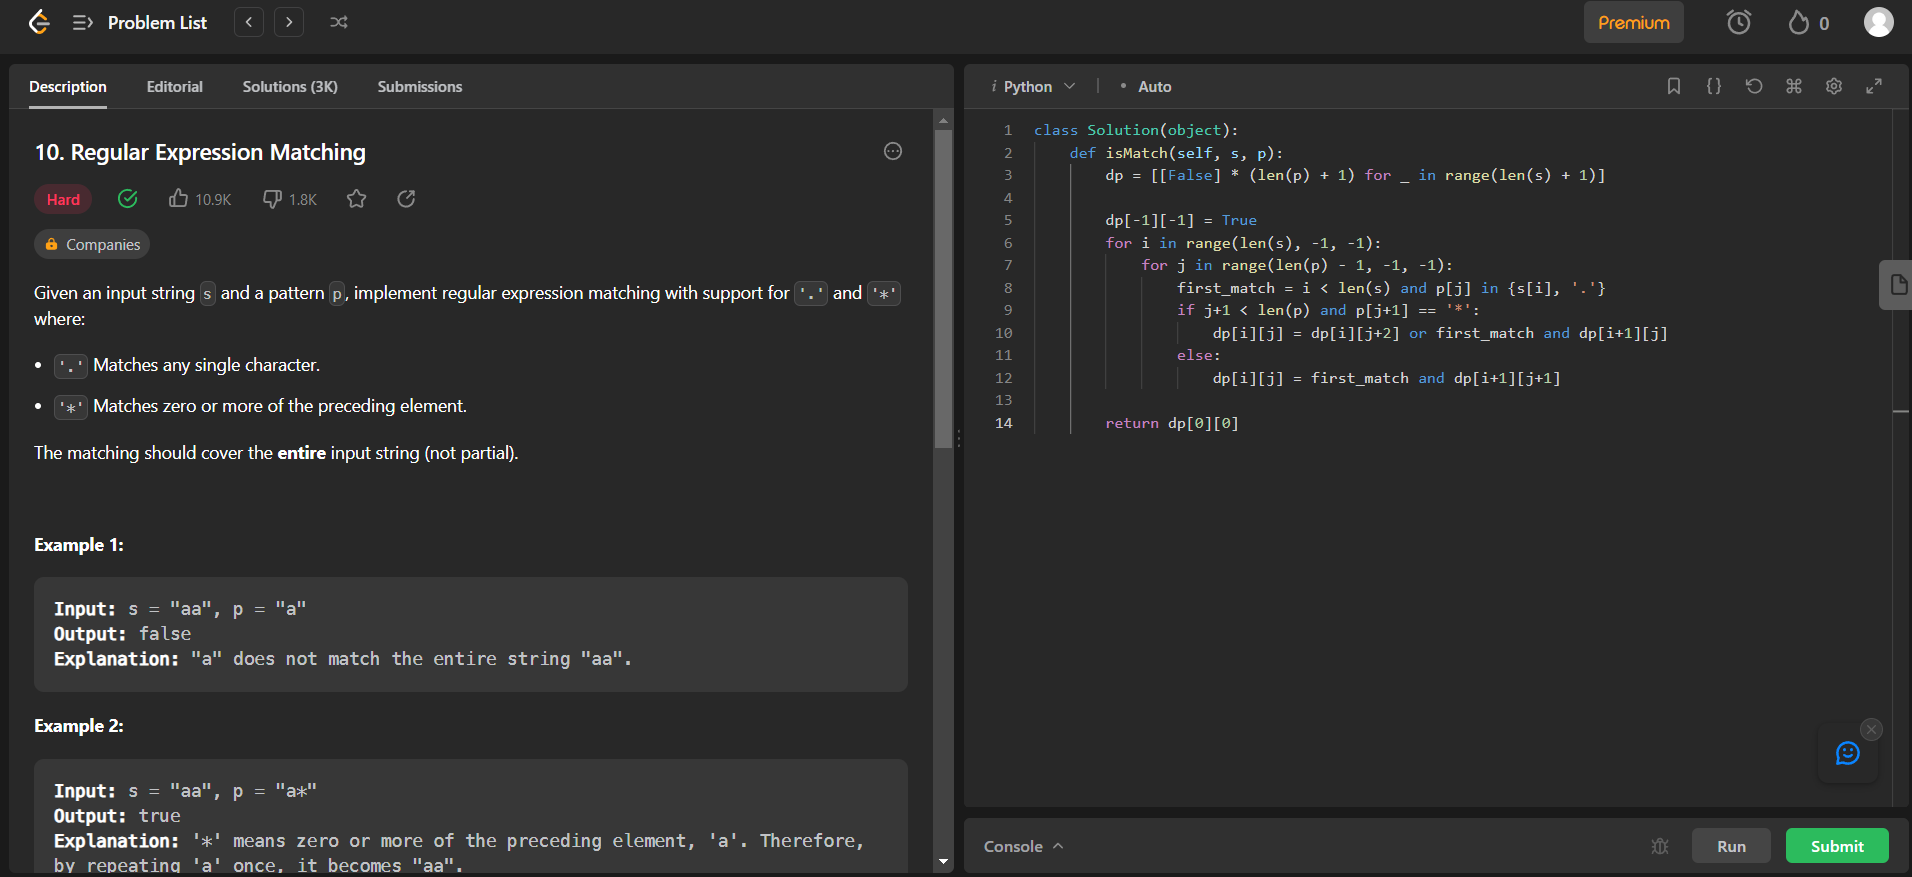 Problem List
Premium
0
Description Editorial Solutions (3K) Submissions
10. Regular Expression Matching
Hard 10.9K 1.8K
Companies
Given an input string s and a pattern p, implement regular expression matching with support for '.' and '*'
where:
• '.' Matches any single character.
• '*' Matches zero or more of the preceding element.
The matching should cover the entire input string (not partial).
Example 1:
Input: s = "aa", p = "a"
Output: false
Explanation: "a" does not match the entire string "aa".
Example 2:
Input: s = "aa", p = "a*"
Output: true
Explanation: '*' means zero or more of the preceding element, 'a'. Therefore,
by repeating 'a' once, it becomes "aa".
i Python • Auto
1 class Solution(object):
2     def isMatch(self, s, p):
3         dp = [[False] * (len(p) + 1) for _ in range(len(s) + 1)]
4
5         dp[-1][-1] = True
6         for i in range(len(s), -1, -1):
7             for j in range(len(p) - 1, -1, -1):
8                 first_match = i < len(s) and p[j] in {s[i], '.'}
9                 if j+1 < len(p) and p[j+1] == '*':
10                     dp[i][j] = dp[i][j+2] or first_match and dp[i+1][j]
11                 else:
12                     dp[i][j] = first_match and dp[i+1][j+1]
13
14         return dp[0][0]
Console
Run
Submit